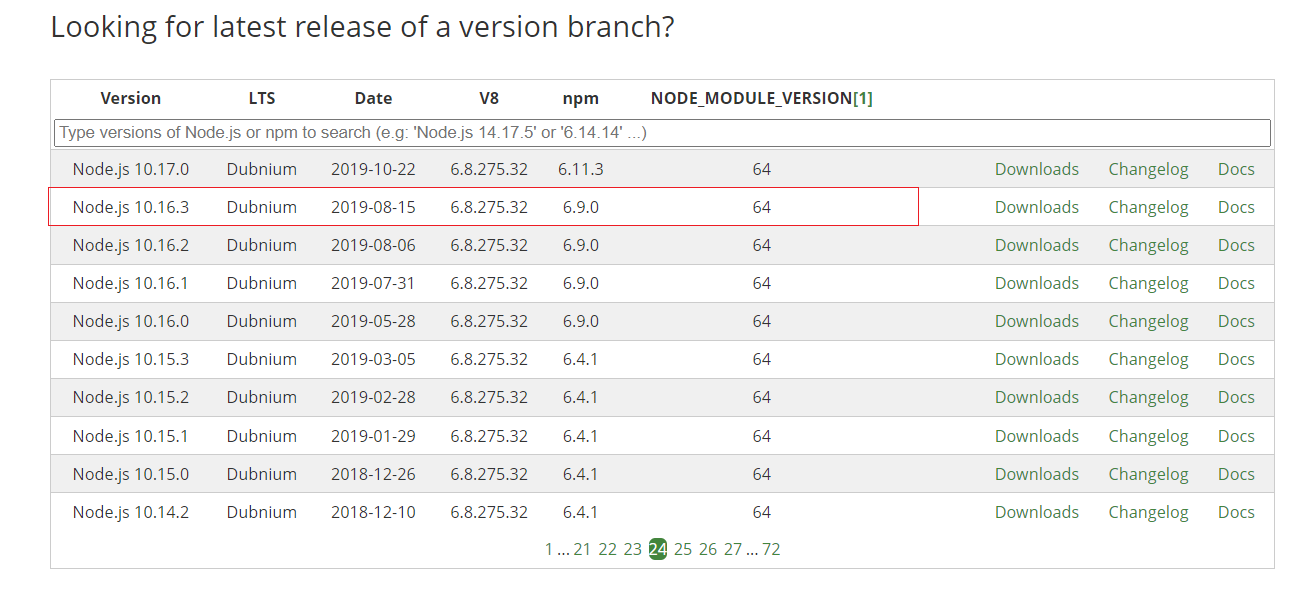 Looking for latest release of a version branch?
Version LTS Date V8 npm NODE_MODULE_VERSION[1]
Type versions of Node.js or npm to search (e.g: 'Node.js 14.17.5' or '6.14.14' ...)
Node.js 10.17.0 Dubnium 2019-10-22 6.8.275.32 6.11.3 64 Downloads Changelog Docs
Node.js 10.16.3 Dubnium 2019-08-15 6.8.275.32 6.9.0 64 Downloads Changelog Docs
Node.js 10.16.2 Dubnium 2019-08-06 6.8.275.32 6.9.0 64 Downloads Changelog Docs
Node.js 10.16.1 Dubnium 2019-07-31 6.8.275.32 6.9.0 64 Downloads Changelog Docs
Node.js 10.16.0 Dubnium 2019-05-28 6.8.275.32 6.9.0 64 Downloads Changelog Docs
Node.js 10.15.3 Dubnium 2019-03-05 6.8.275.32 6.4.1 64 Downloads Changelog Docs
Node.js 10.15.2 Dubnium 2019-02-28 6.8.275.32 6.4.1 64 Downloads Changelog Docs
Node.js 10.15.1 Dubnium 2019-01-29 6.8.275.32 6.4.1 64 Downloads Changelog Docs
Node.js 10.15.0 Dubnium 2018-12-26 6.8.275.32 6.4.1 64 Downloads Changelog Docs
Node.js 10.14.2 Dubnium 2018-12-10 6.8.275.32 6.4.1 64 Downloads Changelog Docs
1 ... 21 22 23 24 25 26 27 ... 72